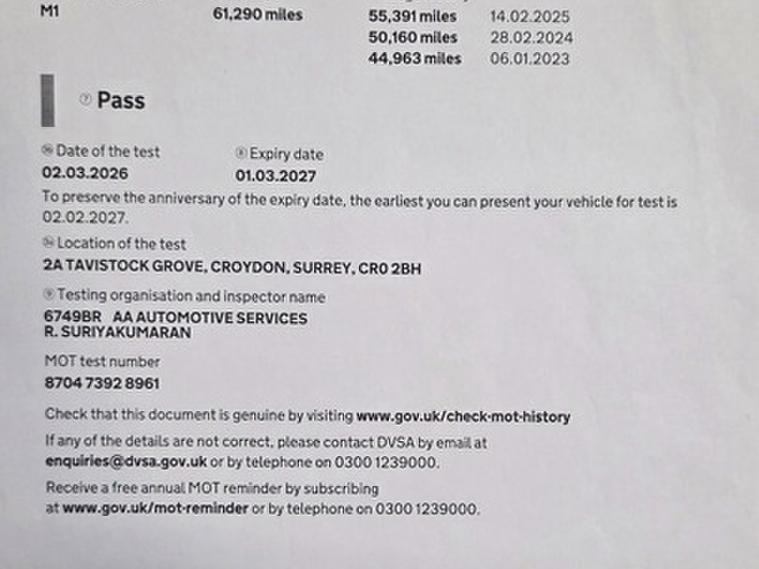 M1
61,290 miles
55,391 miles 14.02.2025
50,160 miles 28.02.2024
44,963 miles 06.01.2023
Pass
Date of the test
Expiry date
02.03.2026
01.03.2027
To preserve the anniversary of the expiry date, the earliest you can present your vehicle for test is
02.02.2027.
Location of the test
2A TAVISTOCK GROVE, CROYDON, SURREY, CR0 2BH
Testing organisation and inspector name
6749BR AA AUTOMOTIVE SERVICES
R. SURIYAKUMARAN
MOT test number
8704 7392 8961
Check that this document is genuine by visiting www.gov.uk/check-mot-history
If any of the details are not correct, please contact DVSA by email at
enquiries@dvsa.gov.uk or by telephone on 0300 1239000.
Receive a free annual MOT reminder by subscribing
at www.gov.uk/mot-reminder or by telephone on 0300 1239000.